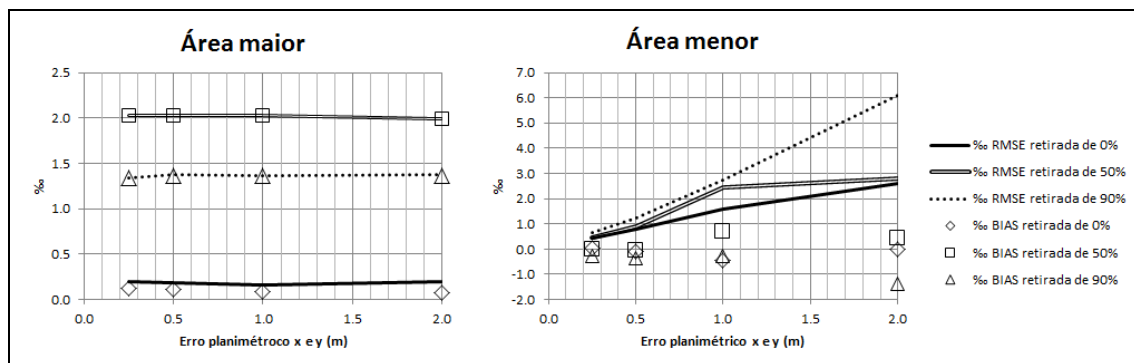 Área maior
2.5
2.0
1.5
1.0
0.5
0.0
‰
0.0 0.5 1.0 1.5 2.0
Erro planimétroco x e y (m)
Área menor
7.0
6.0
5.0
4.0
3.0
2.0
1.0
0.0
-1.0
-2.0
‰
0.0 0.5 1.0 1.5 2.0
Erro planimétrico x e y (m)
‰ RMSE retirada de 0%
‰ RMSE retirada de 50%
‰ RMSE retirada de 90%
‰ BIAS retirada de 0%
‰ BIAS retirada de 50%
‰ BIAS retirada de 90%